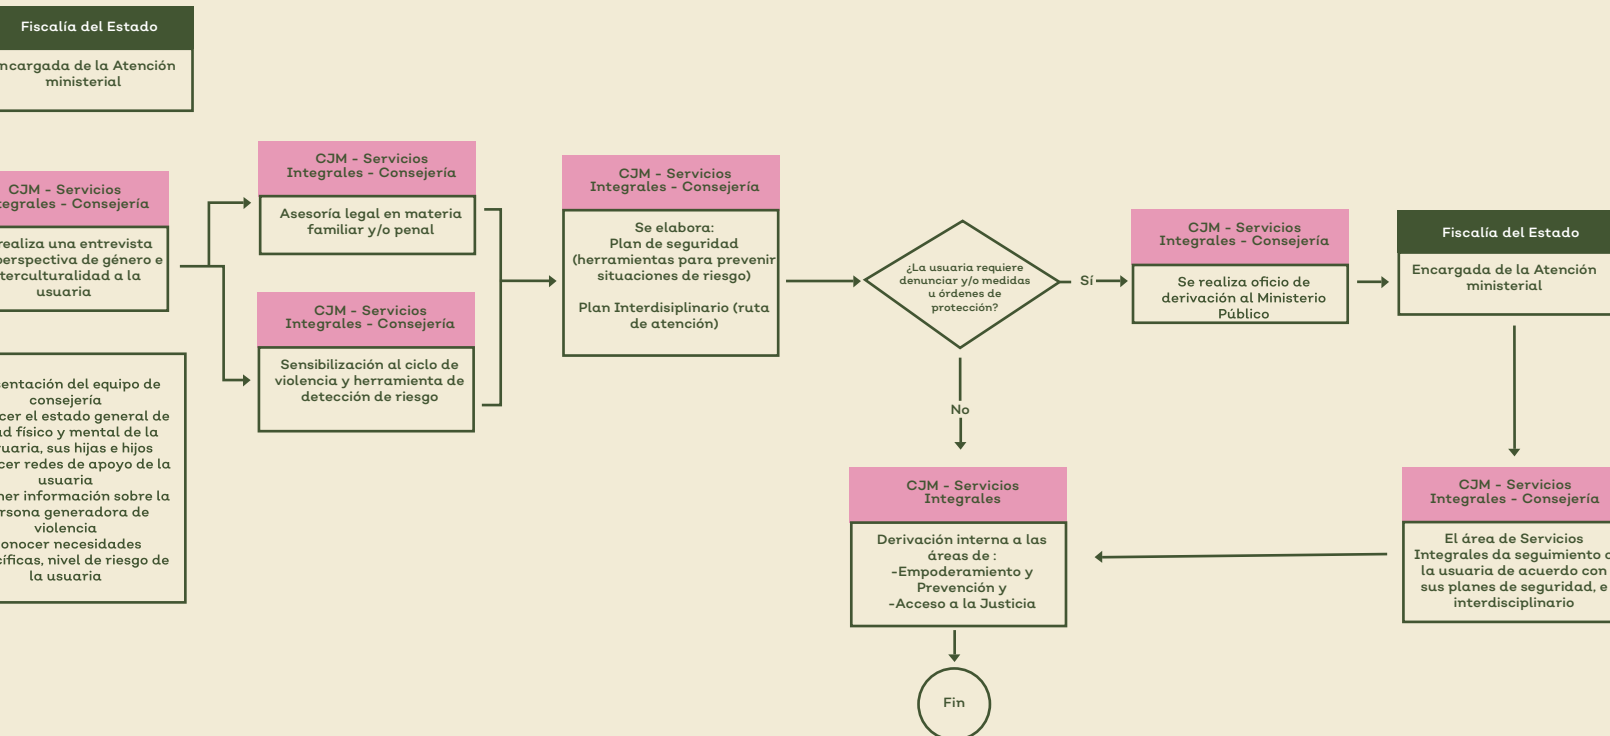 Fiscalía del Estado
ncargada de la Atención
ministerial
CJM - Servicios
tegrales - Consejería
realiza una entrevista
perspectiva de género e
terculturalidad a la
usuaria
entación del equipo de
consejería
cer el estado general de
d físico y mental de la
uaria, sus hijas e hijos
cer redes de apoyo de la
usuaria
ner información sobre la
rsona generadora de
violencia
onocer necesidades
cíficas, nivel de riesgo de
la usuaria
CJM - Servicios
Integrales - Consejería
Asesoría legal en materia
familiar y/o penal
CJM - Servicios
Integrales - Consejería
Sensibilización al ciclo de
violencia y herramienta de
detección de riesgo
CJM - Servicios
Integrales - Consejería
Se elabora:
Plan de seguridad
(herramientas para prevenir
situaciones de riesgo)
Plan Interdisiplinario (ruta
de atención)
¿La usuaria requiere
denunciar y/o medidas
u órdenes de
protección?
Sí
CJM - Servicios
Integrales - Consejería
Se realiza oficio de
derivación al Ministerio
Público
Fiscalía del Estado
Encargada de la Atención
ministerial
No
CJM - Servicios
Integrales
Derivación interna a las
áreas de :
-Empoderamiento y
Prevención y
-Acceso a la Justicia
CJM - Servicios
Integrales - Consejería
El área de Servicios
Integrales da seguimiento a
la usuaria de acuerdo con
sus planes de seguridad, e
interdisciplinario
Fin